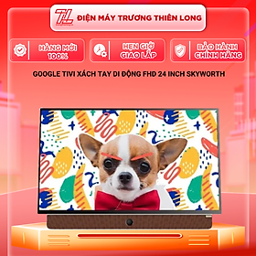 TL ĐIỆN MÁY TRƯƠNG THIÊN LONG
HÀNG MỚI 100%
HẸN GIỜ GIAO LẮP
BẢO HÀNH CHÍNH HÃNG
GOOGLE TIVI XÁCH TAY DI ĐỘNG FHD 24 INCH SKYWORTH